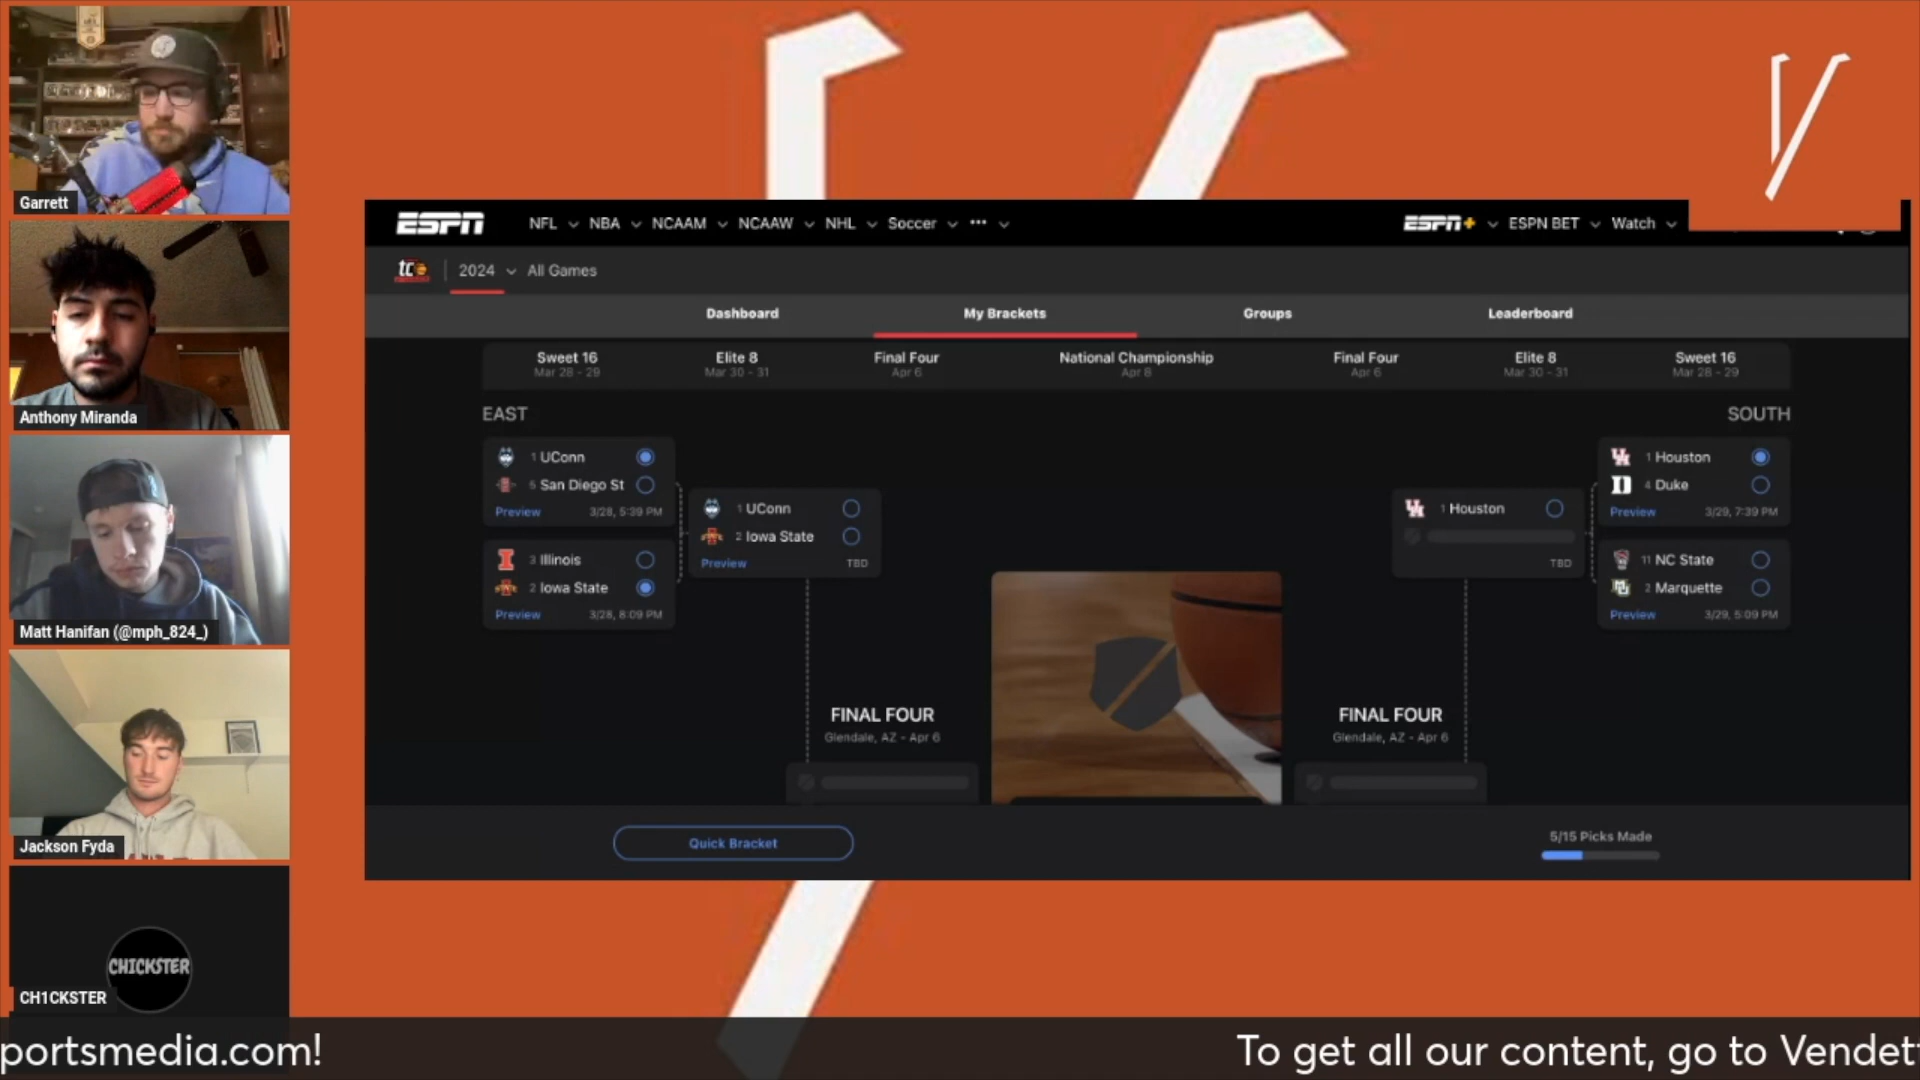 Garrett
Anthony Miranda
Matt Hanifan (@mph_824_)
Jackson Fyda
CHICKSTER
CH1CKSTER
ESPN NFL NBA NCAAM NCAAW NHL Soccer ••• ESPN+ ESPN BET Watch
tc 2024 All Games
Dashboard My Brackets Groups Leaderboard
Sweet 16 Elite 8 Final Four National Championship Final Four Elite 8 Sweet 16
Mar 28 - 29 Mar 30 - 31 Apr 6 Apr 8 Apr 6 Mar 30 - 31 Mar 28 - 29
EAST SOUTH
1 UConn
5 San Diego St
Preview 3/28, 5:39 PM
3 Illinois
2 Iowa State
Preview 3/28, 8:09 PM
1 UConn
2 Iowa State
Preview TBD
1 Houston
TBD
1 Houston
4 Duke
Preview 3/29, 7:39 PM
11 NC State
2 Marquette
Preview 3/29, 5:09 PM
FINAL FOUR
Glendale, AZ - Apr 6
FINAL FOUR
Glendale, AZ - Apr 6
Quick Bracket
5/15 Picks Made
portsmedia.com! To get all our content, go to Vendett